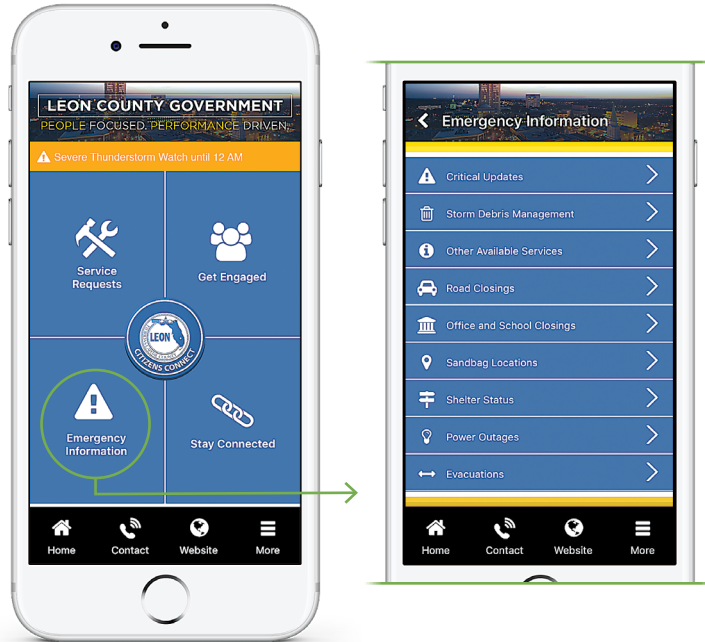 LEON COUNTY GOVERNMENT
PEOPLE FOCUSED. PERFORMANCE DRIVEN.
Severe Thunderstorm Watch until 12 AM
Service
Requests
Get Engaged
LEON
CITIZENS CONNECT
Emergency
Information
Stay Connected
Home
Contact
Website
More
Emergency Information
Critical Updates
Storm Debris Management
Other Available Services
Road Closings
Office and School Closings
Sandbag Locations
Shelter Status
Power Outages
Evacuations
Home
Contact
Website
More